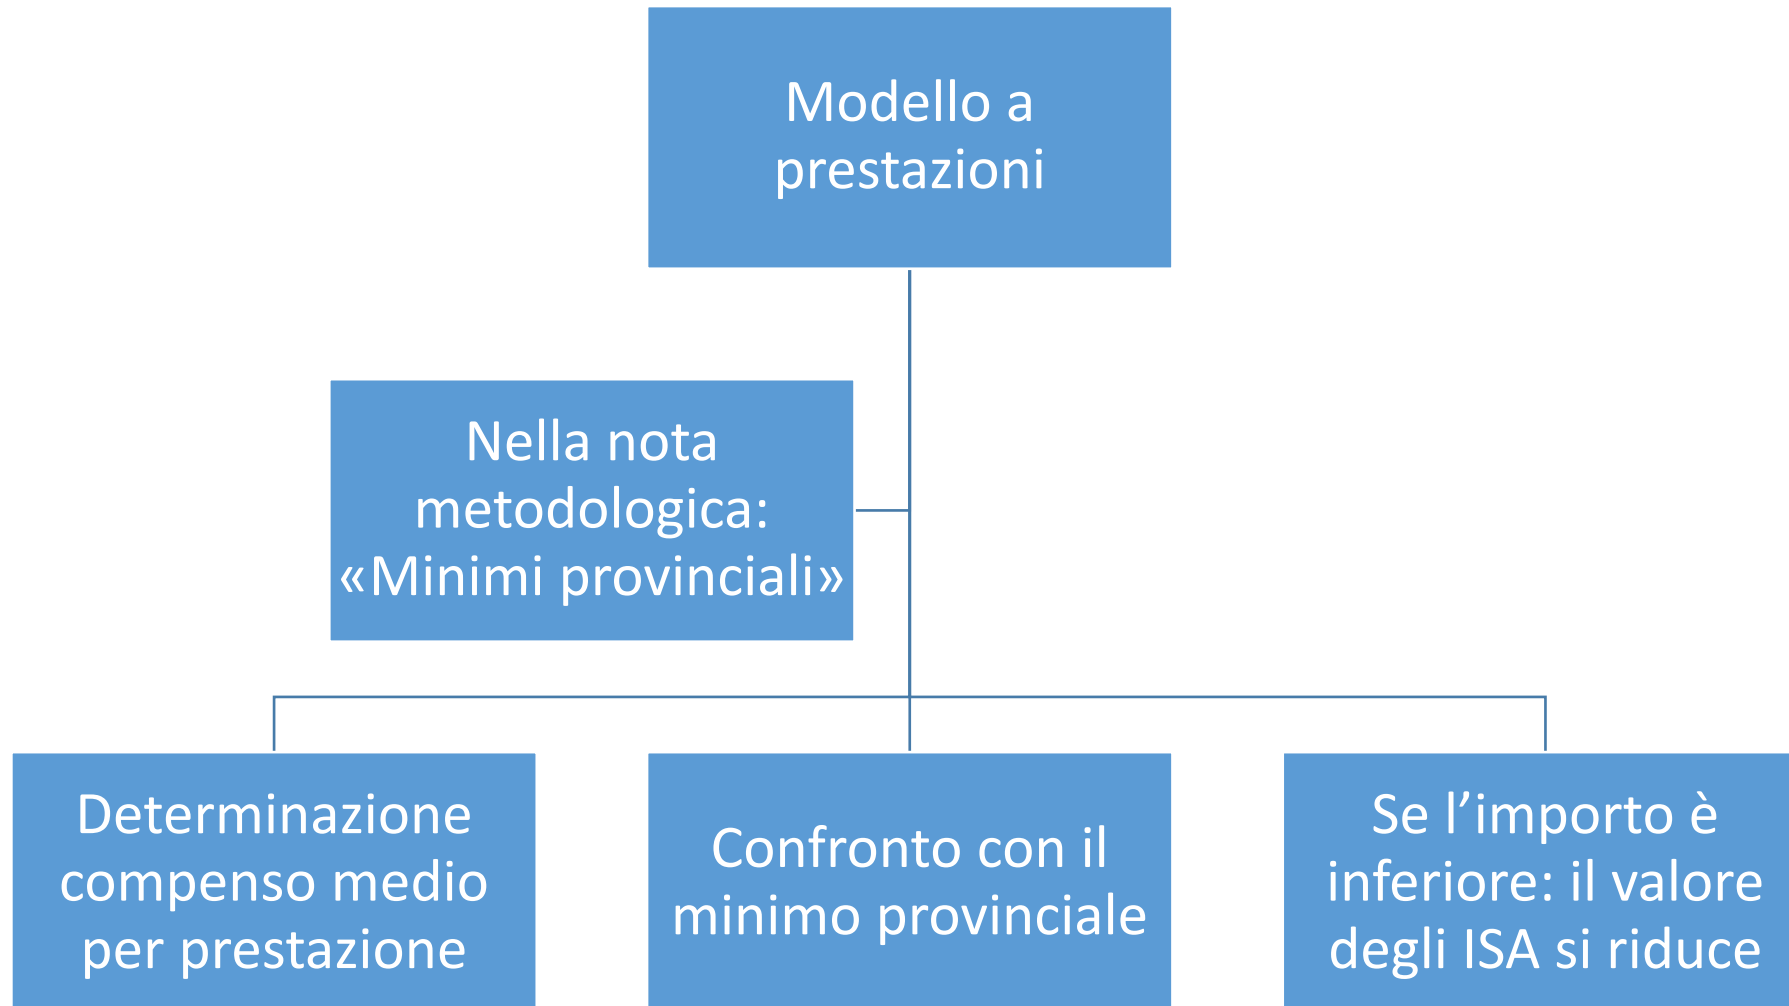 Modello a
prestazioni
Nella nota
metodologica:
«Minimi provinciali»
Determinazione
compenso medio
per prestazione
Confronto con il
minimo provinciale
Se l’importo è
inferiore: il valore
degli ISA si riduce